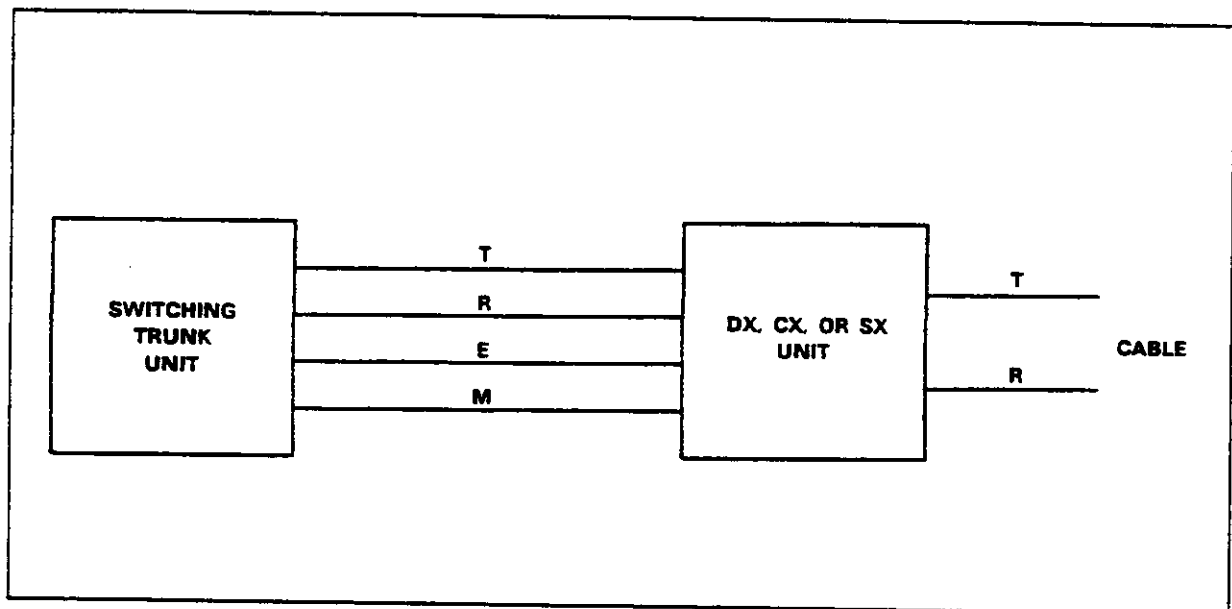 SWITCHING
TRUNK
UNIT
T
R
E
M
DX, CX, OR SX
UNIT
T
R
CABLE